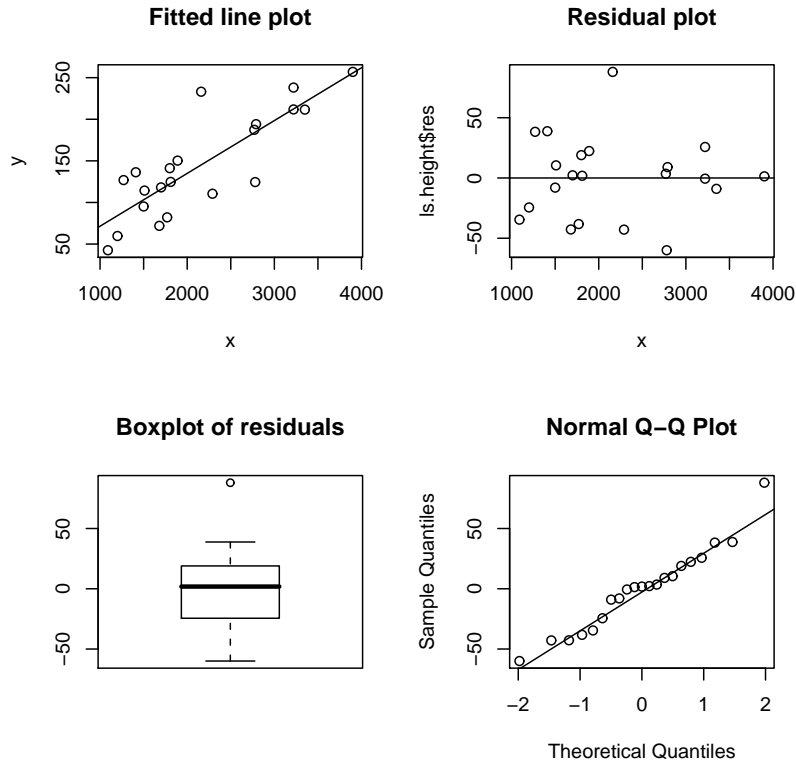 Fitted line plot
y
50 150 250
1000 2000 3000 4000
x
Residual plot
ls.height$res
−50 0 50
1000 2000 3000 4000
x
Boxplot of residuals
−50 0 50
Normal Q−Q Plot
Sample Quantiles
−50 0 50
−2 −1 0 1 2
Theoretical Quantiles